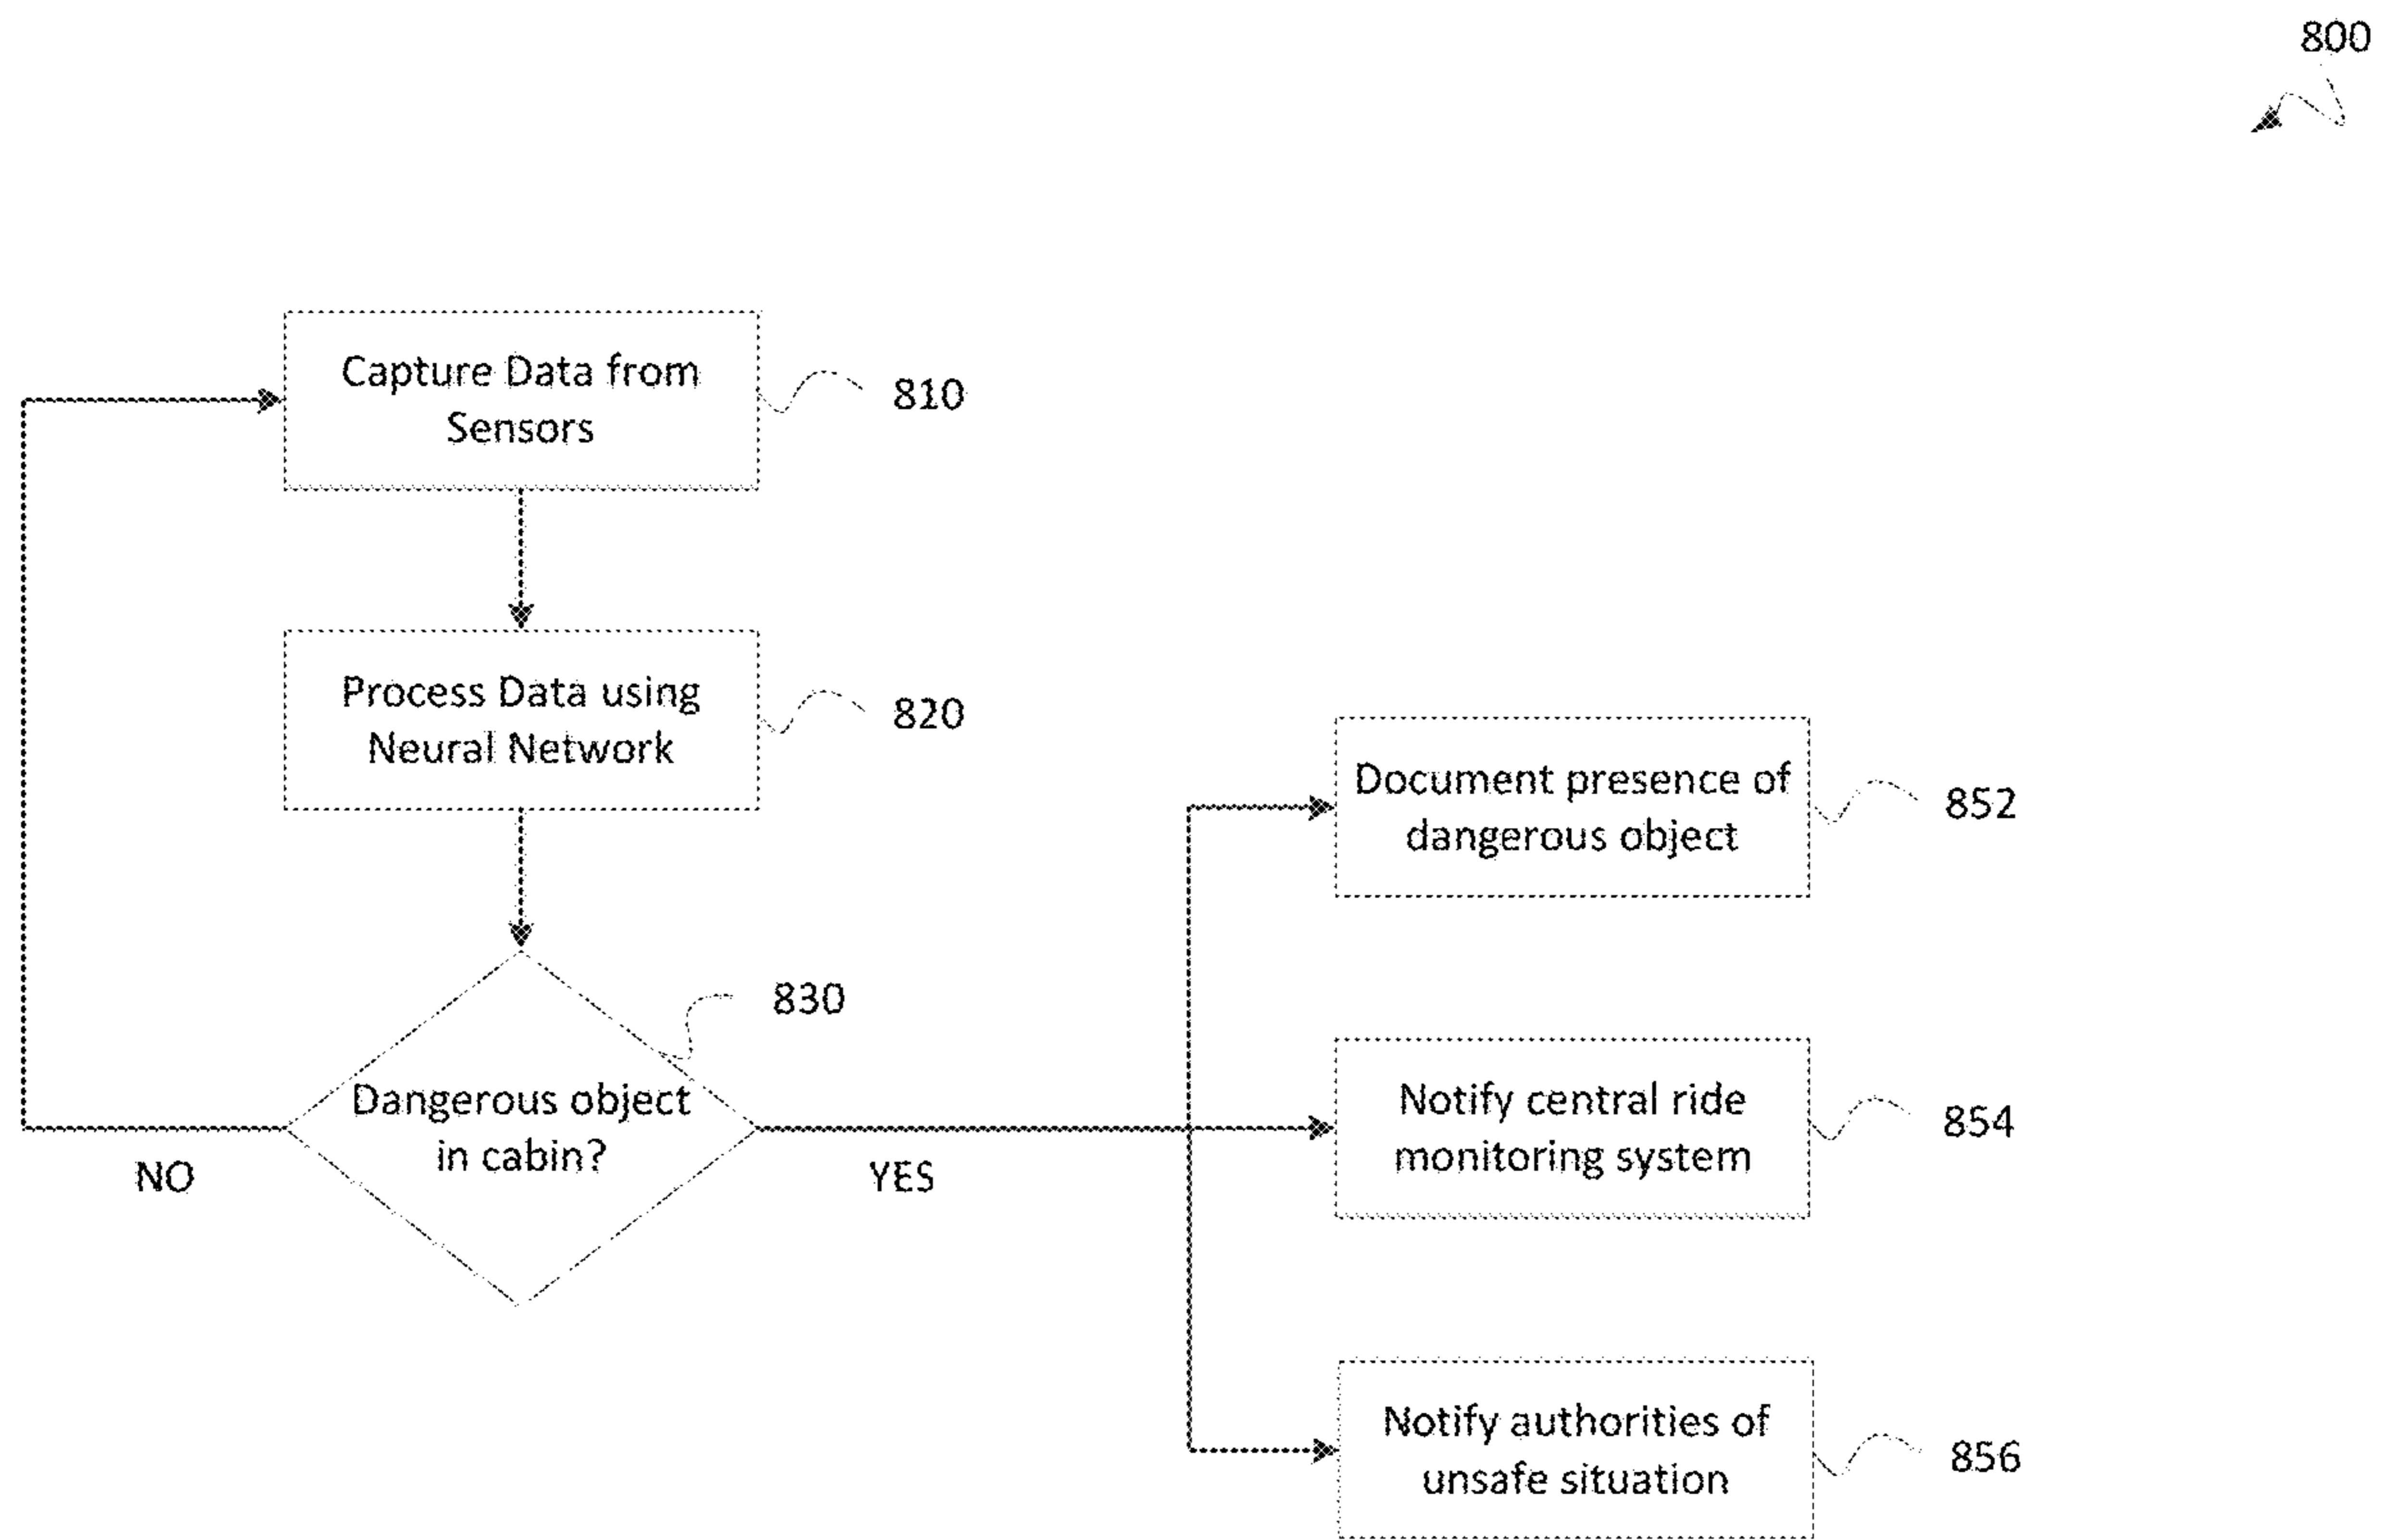 800
Capture Data from
Sensors
810
Process Data using
Neural Network
820
Document presence of
dangerous object
852
830
Dangerous object
in cabin?
NO
YES
Notify central ride
monitoring system
854
Notify authorities of
unsafe situation
856